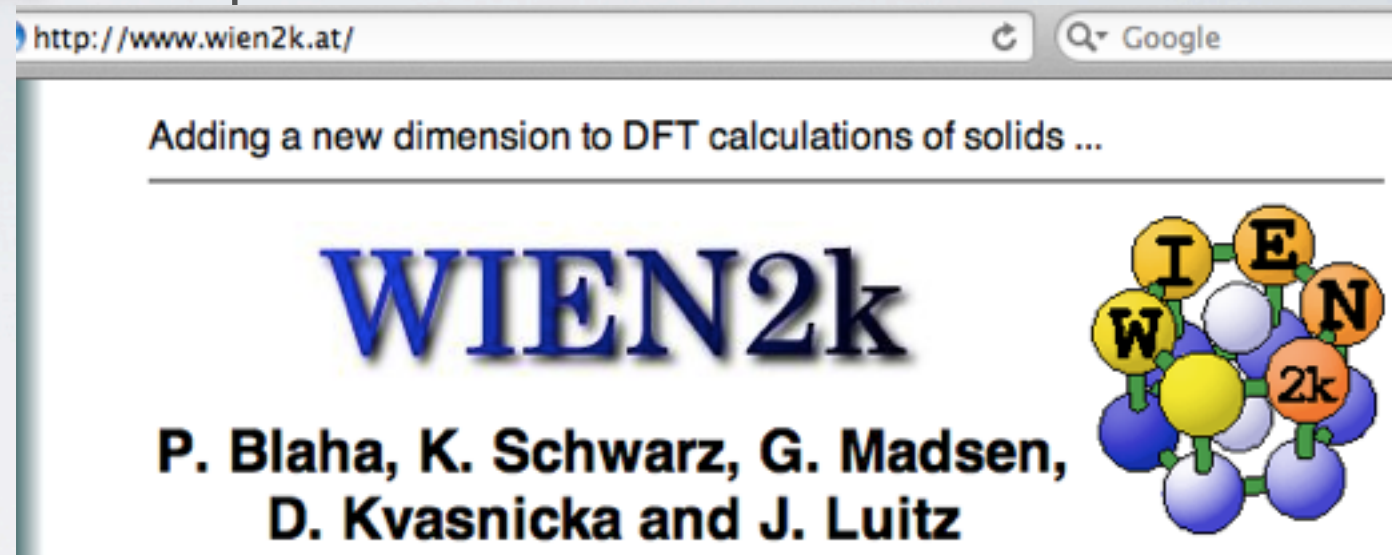 http://www.wien2k.at/ Google
Adding a new dimension to DFT calculations of solids ...
WIEN2k
W I E N 2k
P. Blaha, K. Schwarz, G. Madsen,
D. Kvasnicka and J. Luitz